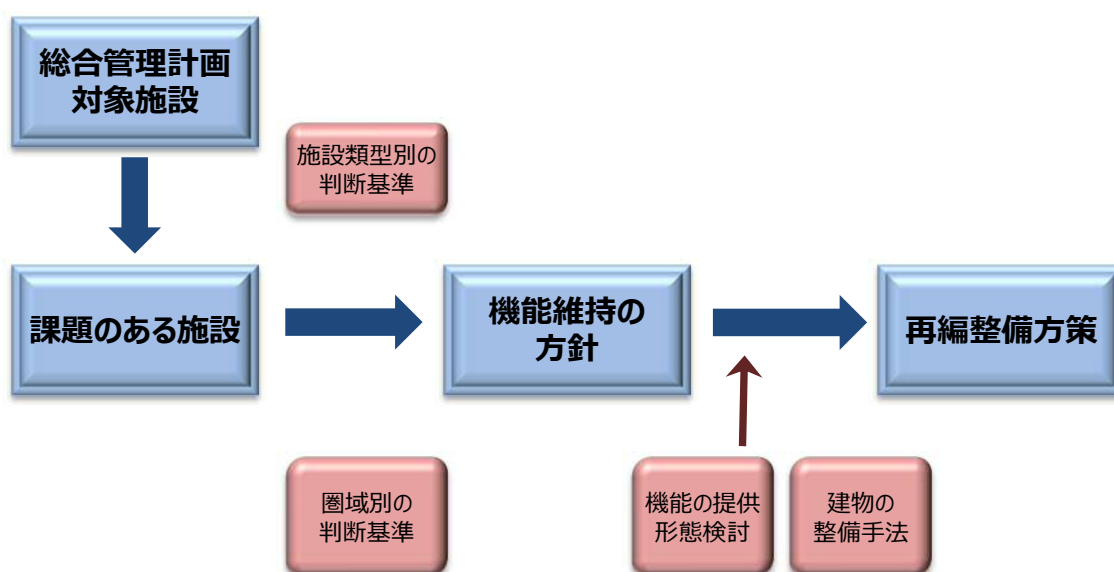 総合管理計画
対象施設
施設類型別の
判断基準
課題のある施設
機能維持の
方針
再編整備方策
圏域別の
判断基準
機能の提供
形態検討
建物の
整備手法